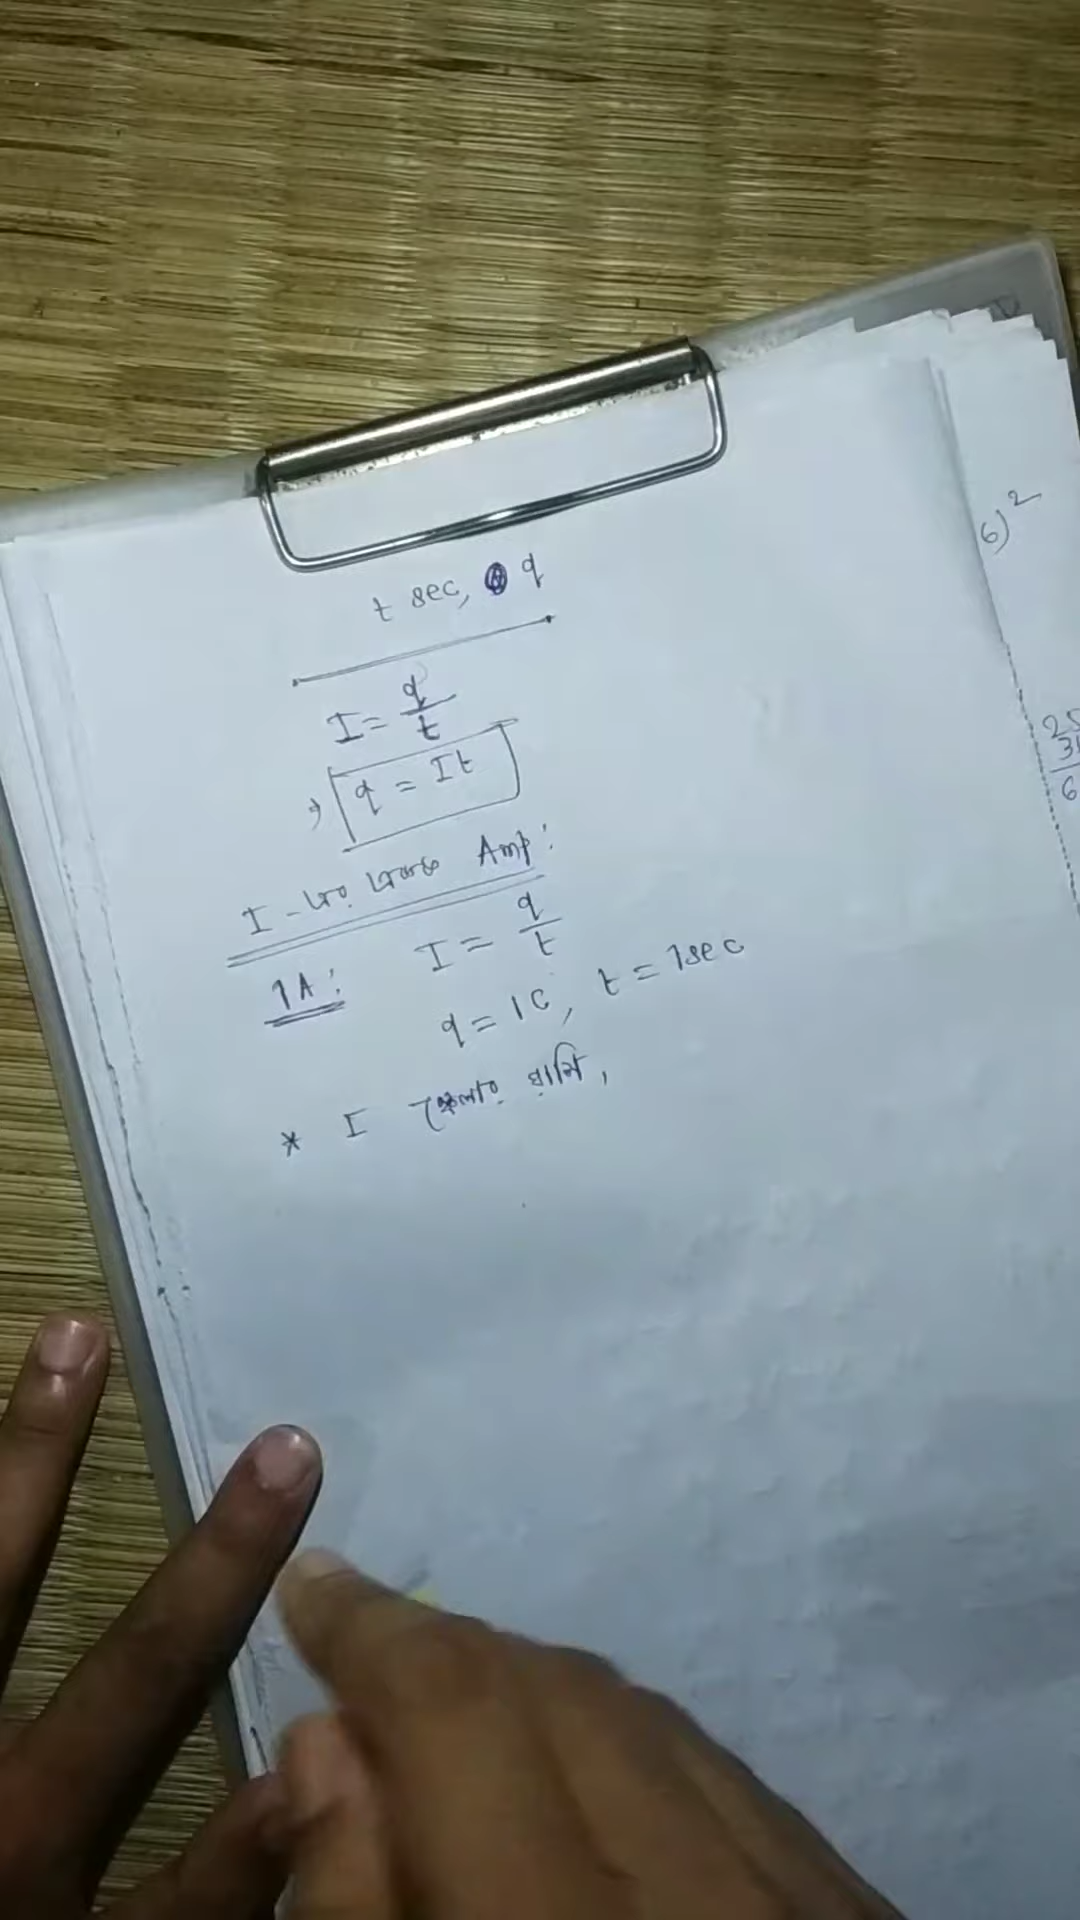 t sec, q
I = q/t
⇒ q = It
I - এর একক Amp:
1A: I = q/t
q = 1C, t = 1sec
* I স্কেলার রাশি,
6)²